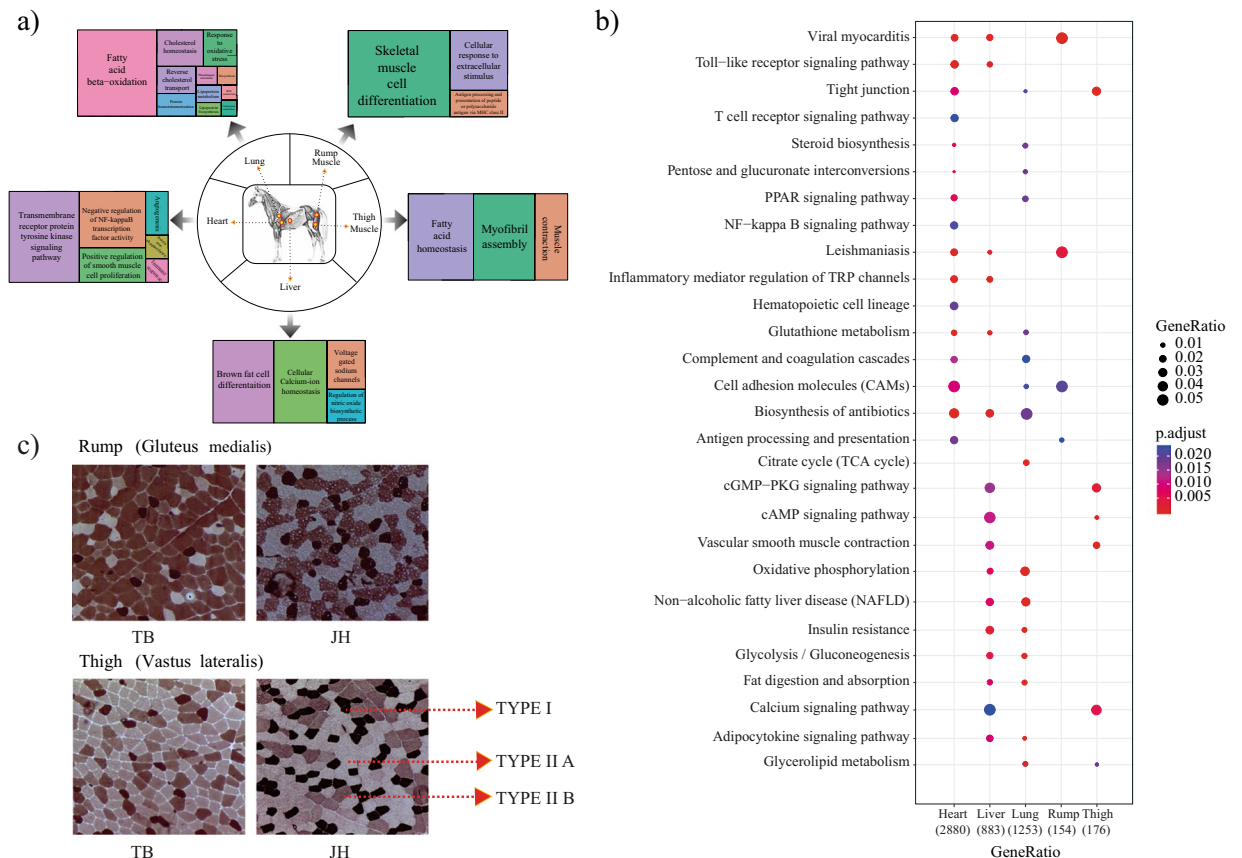 a)
Fatty
acid
beta−oxidation
Cholesterol
homeostasis
Response
to
oxidative
stress
Reverse
cholesterol
transport
Lipoprotein
metabolism
Protein
Lipoprotein
biosynthesis
Skeletal
muscle
cell
differentiation
Cellular
response to
extracellular
stimulus
Antigen processing and
presentation of peptide
or polysaccharide
antigen via MHC class II
Transmembrane
receptor protein
tyrosine kinase
signaling
pathway
Negative regulation
of NF-kappaB
transcription
factor activity
Positive regulation
of smooth muscle
cell proliferation
Angiogenesis
Lung
Rump
Muscle
Heart
Thigh
Muscle
Liver
Fatty
acid
homeostasis
Myofibril
assembly
Muscle
contraction
Brown fat cell
differentaition
Cellular
Calcium-ion
homeostasis
Voltage
gated
sodium
channels
Regulation of
nitric oxide
biosynthetic
process
b)
Viral myocarditis
Toll−like receptor signaling pathway
Tight junction
T cell receptor signaling pathway
Steroid biosynthesis
Pentose and glucuronate interconversions
PPAR signaling pathway
NF−kappa B signaling pathway
Leishmaniasis
Inflammatory mediator regulation of TRP channels
Hematopoietic cell lineage
Glutathione metabolism
Complement and coagulation cascades
Cell adhesion molecules (CAMs)
Biosynthesis of antibiotics
Antigen processing and presentation
Citrate cycle (TCA cycle)
cGMP−PKG signaling pathway
cAMP signaling pathway
Vascular smooth muscle contraction
Oxidative phosphorylation
Non−alcoholic fatty liver disease (NAFLD)
Insulin resistance
Glycolysis / Gluconeogenesis
Fat digestion and absorption
Calcium signaling pathway
Adipocytokine signaling pathway
Glycerolipid metabolism
Heart Liver Lung Rump Thigh
(2880) (883) (1253) (154) (176)
GeneRatio
GeneRatio
0.01
0.02
0.03
0.04
0.05
p.adjust
0.020
0.015
0.010
0.005
c)
Rump (Gluteus medialis)
TB JH
Thigh (Vastus lateralis)
TYPE I
TYPE II A
TYPE II B
TB JH